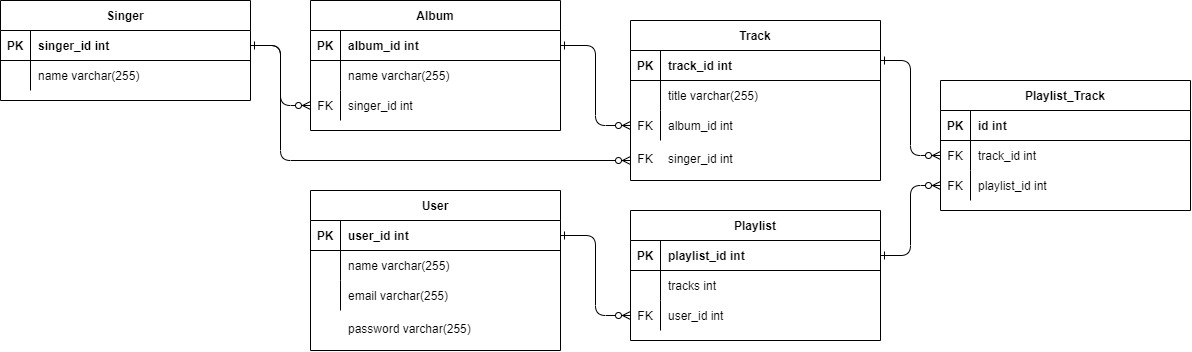 Singer
PK singer_id int
name varchar(255)
Album
PK album_id int
name varchar(255)
FK singer_id int
Track
PK track_id int
title varchar(255)
FK album_id int
FK singer_id int
Playlist_Track
PK id int
FK track_id int
FK playlist_id int
User
PK user_id int
name varchar(255)
email varchar(255)
password varchar(255)
Playlist
PK playlist_id int
tracks int
FK user_id int